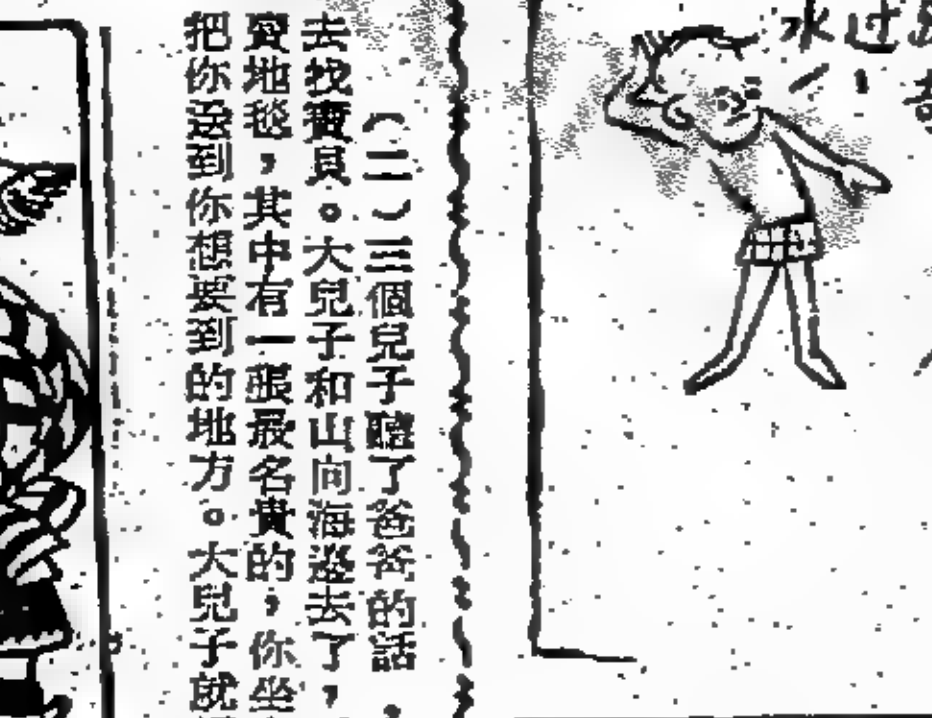 水过
（二）三個兒子聽了爸爸的話，
去找寶貝。大兒子和山向海邊去了，
寶地毯，其中有一張最名貴的，你坐
把你送到你想要到的地方。大兒子就